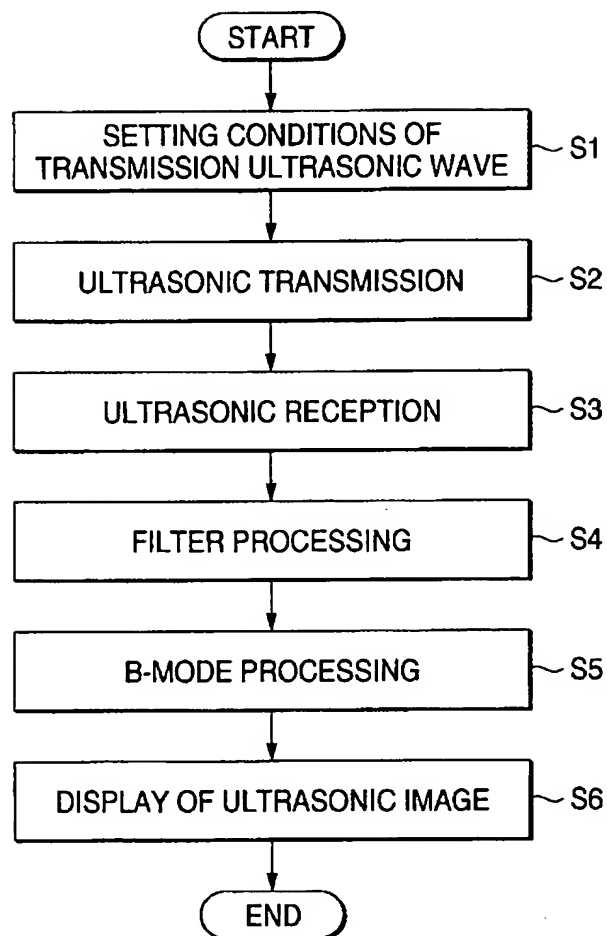 START
SETTING CONDITIONS OF
TRANSMISSION ULTRASONIC WAVE
S1
ULTRASONIC TRANSMISSION
S2
ULTRASONIC RECEPTION
S3
FILTER PROCESSING
S4
B-MODE PROCESSING
S5
DISPLAY OF ULTRASONIC IMAGE
S6
END